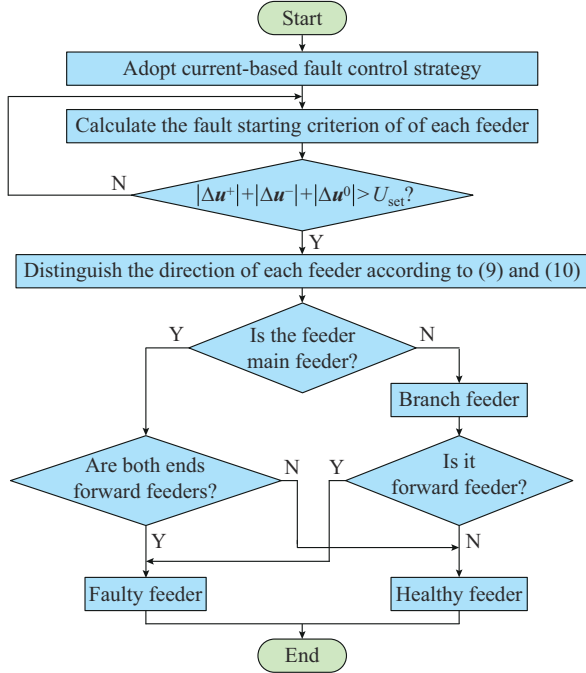 Start
Adopt current-based fault control strategy
Calculate the fault starting criterion of of each feeder
N
|Δu⁺|+|Δu⁻|+|Δu⁰|>U_set?
Y
Distinguish the direction of each feeder according to (9) and (10)
Y
Is the feeder
main feeder?
N
Branch feeder
Are both ends
forward feeders?
N
Y
Is it
forward feeder?
Y
N
Faulty feeder
Healthy feeder
End